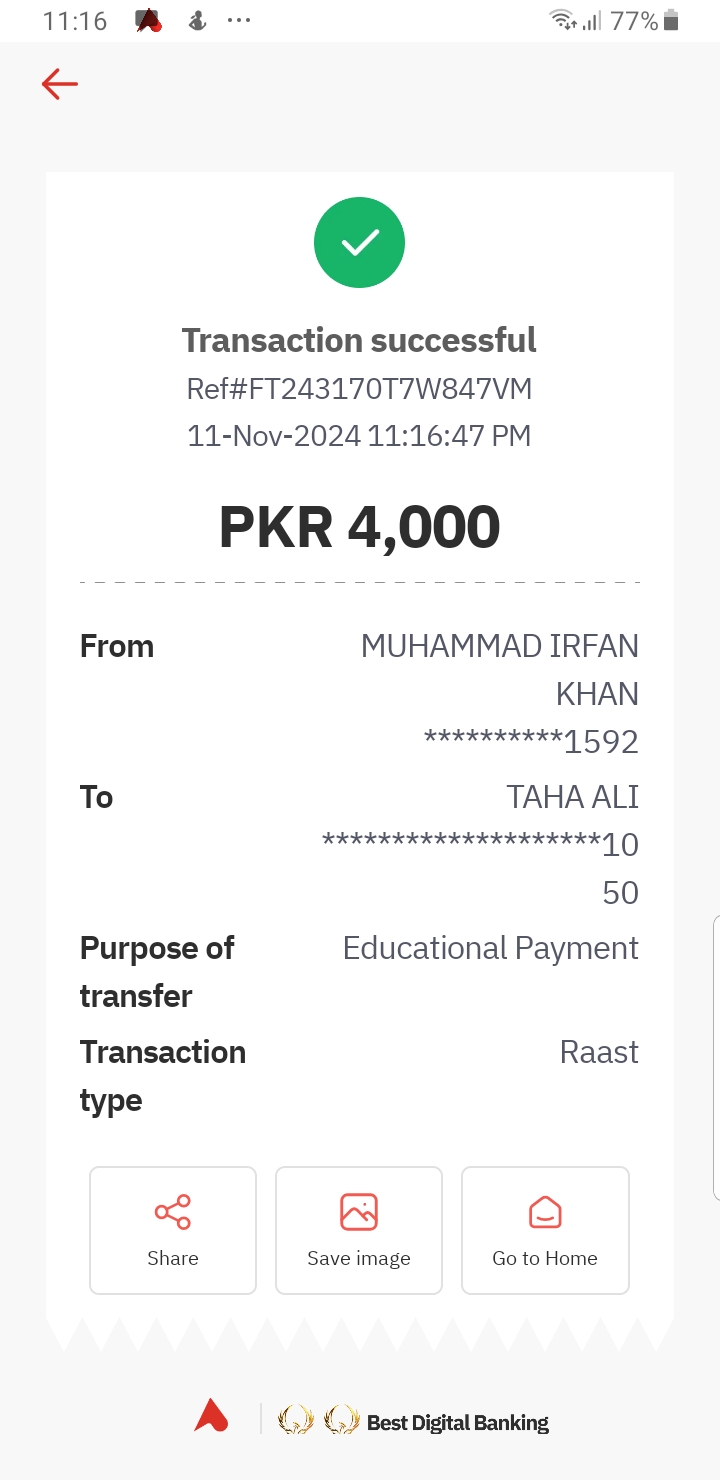 11:16
77%
Transaction successful
Ref#FT243170T7W847VM
11-Nov-2024 11:16:47 PM
PKR 4,000
From MUHAMMAD IRFAN
KHAN
**********1592
To TAHA ALI
********************10
50
Purpose of Educational Payment
transfer
Transaction Raast
type
Share Save image Go to Home
Best Digital Banking